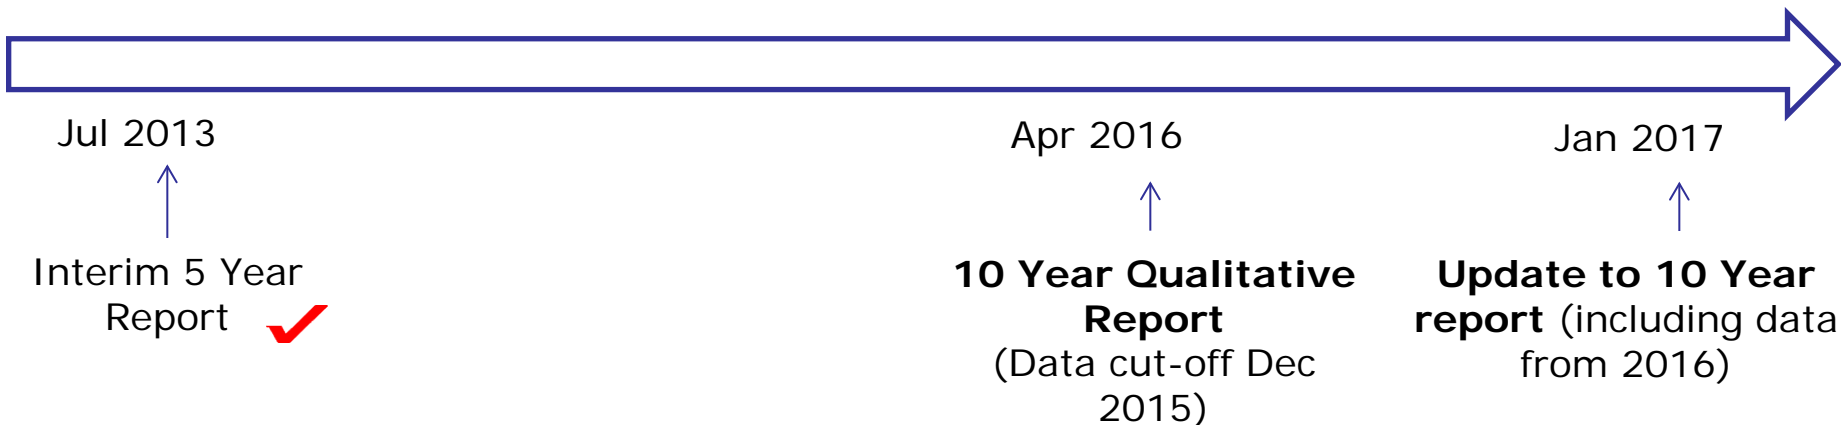 Jul 2013
Apr 2016
Jan 2017
Interim 5 Year
Report
10 Year Qualitative
Report
(Data cut-off Dec
2015)
Update to 10 Year
report (including data
from 2016)